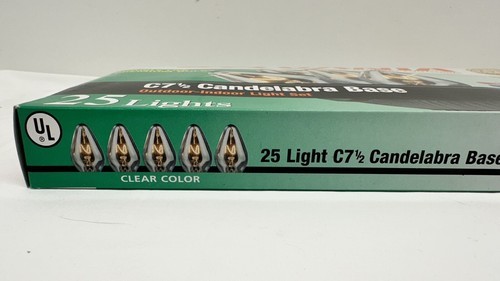 C7½ Candelabra Base
Outdoor-Indoor Light Set
25 Lights
UL
®
25 Light C7½ Candelabra Base
CLEAR COLOR